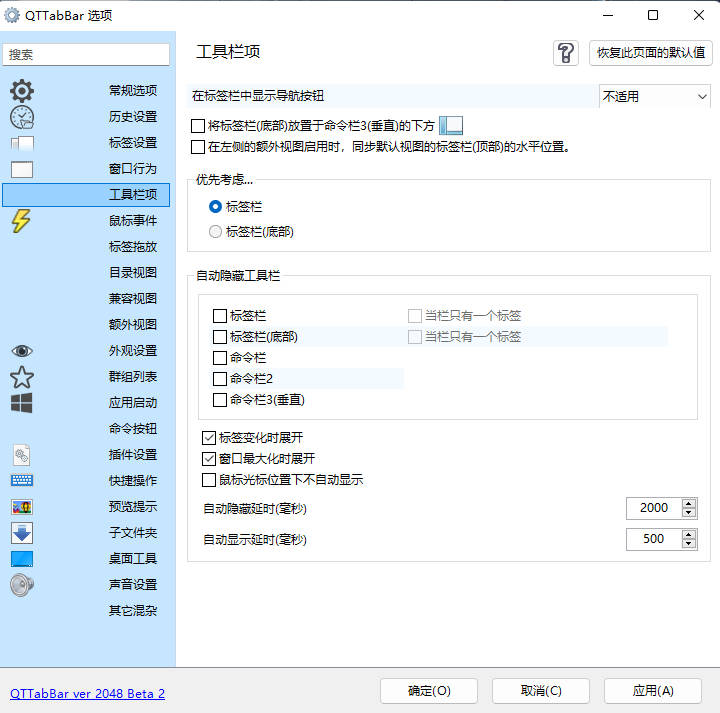 QTTabBar 选项
搜索
常规选项
历史设置
标签设置
窗口行为
工具栏项
鼠标事件
标签拖放
目录视图
兼容视图
额外视图
外观设置
群组列表
应用启动
命令按钮
插件设置
快捷操作
预览提示
子文件夹
桌面工具
声音设置
其它混杂
工具栏项
恢复此页面的默认值
在标签栏中显示导航按钮
不适用
将标签栏(底部)放置于命令栏3(垂直)的下方
在左侧的额外视图启用时，同步默认视图的标签栏(顶部)的水平位置。
优先考虑...
标签栏
标签栏(底部)
自动隐藏工具栏
标签栏 当栏只有一个标签
标签栏(底部) 当栏只有一个标签
命令栏
命令栏2
命令栏3(垂直)
标签变化时展开
窗口最大化时展开
鼠标光标位置下不自动显示
自动隐藏延时(毫秒) 2000
自动显示延时(毫秒) 500
QTTabBar ver 2048 Beta 2
确定(O) 取消(C) 应用(A)